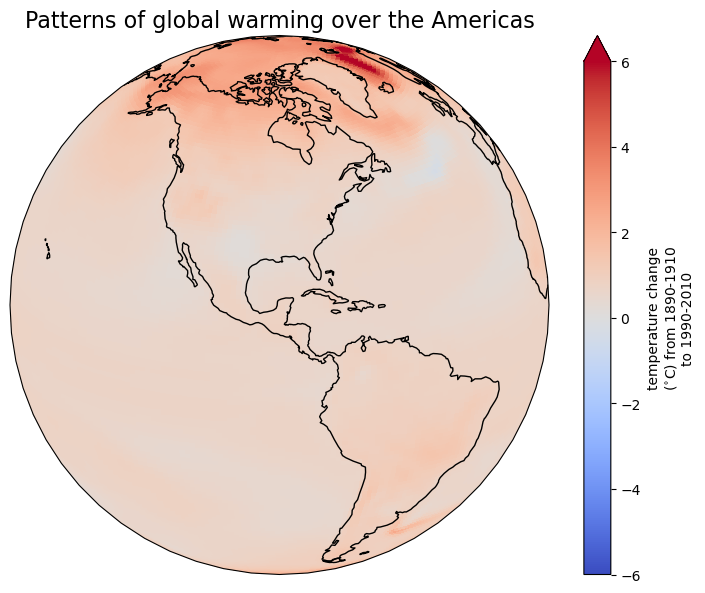 Patterns of global warming over the Americas
6
4
2
0
−2
−4
−6
temperature change
(°C) from 1890-1910
to 1990-2010